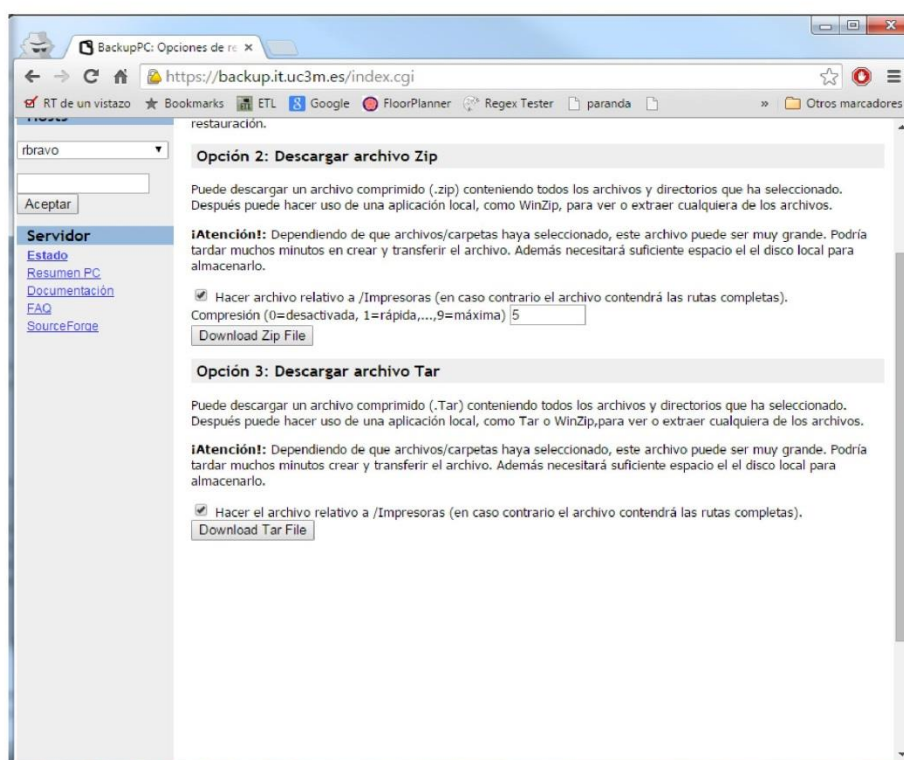 BackupPC: Opciones de re
https://backup.it.uc3m.es/index.cgi
RT de un vistazo Bookmarks ETL Google FloorPlanner Regex Tester paranda » Otros marcadores
Hosts
restauración.
rbravo
Opción 2: Descargar archivo Zip
Puede descargar un archivo comprimido (.zip) conteniendo todos los archivos y directorios que ha seleccionado.
Después puede hacer uso de una aplicación local, como WinZip, para ver o extraer cualquiera de los archivos.
Aceptar
Servidor
Estado
Resumen PC
Documentación
FAQ
SourceForge
¡Atención!: Dependiendo de que archivos/carpetas haya seleccionado, este archivo puede ser muy grande. Podría
tardar muchos minutos en crear y transferir el archivo. Además necesitará suficiente espacio el el disco local para
almacenarlo.
Hacer archivo relativo a /Impresoras (en caso contrario el archivo contendrá las rutas completas).
Compresión (0=desactivada, 1=rápida,...,9=máxima) 5
Download Zip File
Opción 3: Descargar archivo Tar
Puede descargar un archivo comprimido (.Tar) conteniendo todos los archivos y directorios que ha seleccionado.
Después puede hacer uso de una aplicación local, como Tar o WinZip,para ver o extraer cualquiera de los archivos.
¡Atención!: Dependiendo de que archivos/carpetas haya seleccionado, este archivo puede ser muy grande. Podría
tardar muchos minutos crear y transferir el archivo. Además necesitará suficiente espacio el el disco local para
almacenarlo.
Hacer el archivo relativo a /Impresoras (en caso contrario el archivo contendrá las rutas completas).
Download Tar File